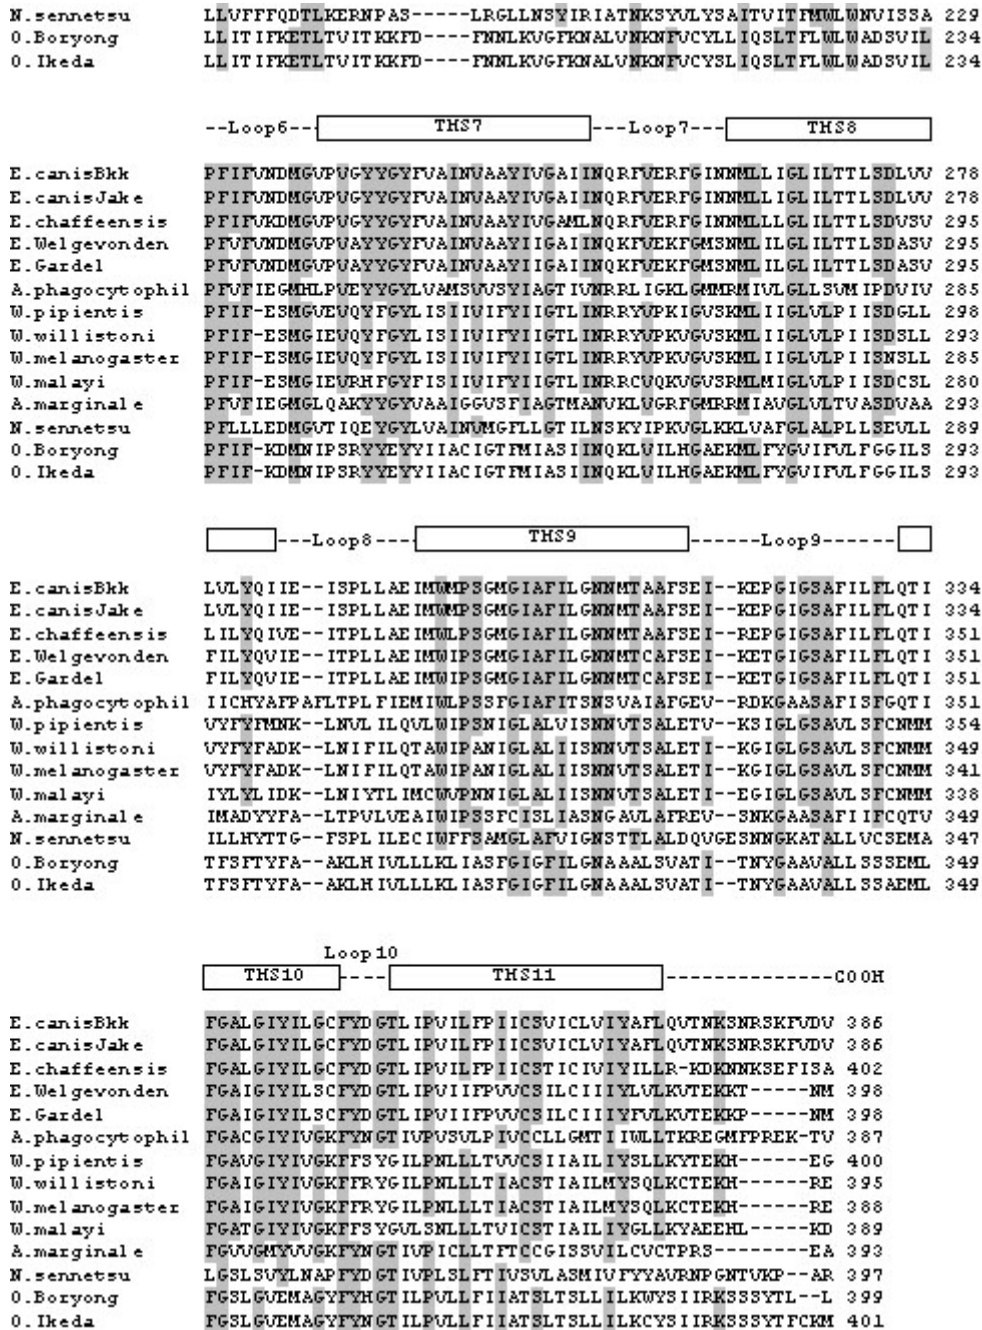 N.sennetsu LLVFFFQDTLKERNPAS-----LRGLLNSYIRIATNKSYVLYSAITVITFMWLWNVISSA 229
O.Boryong LLITIFKETLTVITKKFD----FNNLKVGFKNALVNKNFVCYLLIQSLTFLWLWADSVIL 234
O.Ikeda LLITIFKETLTVITKKFD----FNNLKVGFKNALVNKNFVCYSLIQSLTFLWLWADSVIL 234
--Loop6-- THS7 ---Loop7--- THS8
E.canisBkk PFIFVNDMGVPVGYYGYFVAINVAAYIVGAIINQRFVERFGINNMLLIGLILTTLSDLVV 278
E.canisJake PFIFVNDMGVPVGYYGYFVAINVAAYIVGAIINQRFVERFGINNMLLIGLILTTLSDLVV 278
E.chaffeensis PFIFVKDMGVPVGYYGYFVAINVAAYIVGAMLNQRFVERFGINNMLLLGLILTTLSDVSV 295
E.Welgevonden PFVFVNDMGVPVAYYGYFVAINVAAYIIGAIINQKFVEKFGMSNMLILGLILTTLSDASV 295
E.Gardel PFVFVNDMGVPVAYYGYFVAINVAAYIIGAIINQKFVEKFGMSNMLILGLILTTLSDASV 295
A.phagocytophil PFVFIEGMHLPVEYYGYLVAMSVVSYIAGTIVNRRLIGKLGMMRMIVLGLLSVMIPDVIV 285
W.pipientis PFIF-ESMGVEVQYFGYLISIIVIFYIIGTLINRRYVPKIGVSKMLIIGLVLPIISDGLL 298
W.willistoni PFIF-ESMGIEVQYFGYLISIIVIFYIIGTLINRRYVPKVGVSKMLIIGLVLPIISDSLL 293
W.melanogaster PFIF-ESMGIEVQYFGYLISIIVIFYIIGTLINRRYVPKVGVSKMLIIGLVLPIISNSLL 285
W.malayi PFIF-ESMGIEVRHFGYFISIIVIFYIIGTLINRRCVQKVGVSRMLMIGLVLPIISDCSL 280
A.marginale PFVFIEGMGLQAKYYGYVAAIGGVSFIAGTMANVKLVGRFGMRRMIAVGLVLTVASDVAA 293
N.sennetsu PFLLLEDMGVTIQEYGYLVAINVMGFLLGTILNSKYIPKVGLKKLVAFGLALPLLSEVLL 289
O.Boryong PFIF-KDMNIPSRYYEYYIIACIGTFMIASIINQKLVILHGAEKMLFYGVIFVLFGGILS 293
O.Ikeda PFIF-KDMNIPSRYYEYYIIACIGTFMIASIINQKLVILHGAEKMLFYGVIFVLFGGILS 293
---Loop8---- THS9 ------Loop9------
E.canisBkk LVLYQIIE--ISPLLAEIMWMPSGMGIAFILGNNMTAAFSEI--KEPGIGSAFILFLQTI 334
E.canisJake LVLYQIIE--ISPLLAEIMWMPSGMGIAFILGNNMTAAFSEI--KEPGIGSAFILFLQTI 334
E.chaffeensis LILYQIVE--ITPLLAEIMWLPSGMGIAFILGNNMTAAFSEI--REPGIGSAFILFLQTI 351
E.Welgevonden FILYQVIE--ITPLLAEIMWIPSGMGIAFILGNNMTCAFSEI--KETGIGSAFILFLQTI 351
E.Gardel FILYQVIE--ITPLLAEIMWIPSGMGIAFILGNNMTCAFSEI--KETGIGSAFILFLQTI 351
A.phagocytophil IICHYAFPAFLTPLFIEMIWLPSSFGIAFITSNSVAIAFGEV--RDKGAASAFISFGQTI 351
W.pipientis VYFYFMNK--LNVLILQVLWIPSNIGLALVISNNVTSALETV--KSIGLGSAVLSFCNMM 354
W.willistoni VYFYFADK--LNIFILQTAWIPANIGLALIISNNVTSALETI--KGIGLGSAVLSFCNMM 349
W.melanogaster VYFYFADK--LNIFILQTAWIPANIGLALIISNNVTSALETI--KGIGLGSAVLSFCNMM 341
W.malayi IYLYLIDK--LNIYTLIMCWVPNNIGLALIISNNVTSALETI--EGIGLGSAVLSFCNMM 338
A.marginale IMADYYFA--LTPVLVEAIWIPSSFCISLIASNGAVLAFREV--SNKGAASAFIIFCQTV 349
N.sennetsu ILLHYTTG--FSPLILECIWFFSAMGLAFVIGNSTTLALDQVGESNNGKATALLVCSEMA 347
O.Boryong TFSFTYFA--AKLHIVLLLKLIASFGIGFILGNAAALSVATI--TNYGAAVALLSSSEML 349
O.Ikeda TFSFTYFA--AKLHIVLLLKLIASFGIGFILGNAAALSVATI--TNYGAAVALLSSAEML 349
Loop10
THS10 ---- THS11 --------------COOH
E.canisBkk FGALGIYILGCFYDGTLIPVILFPIICSVICLVIYAFLQVTNKSNRSKFVDV 386
E.canisJake FGALGIYILGCFYDGTLIPVILFPIICSVICLVIYAFLQVTNKSNRSKFVDV 386
E.chaffeensis FGALGIYILGCFYDGTLIPVILFPIICSTICIVIYILLR-KDKNNKSEFISA 402
E.Welgevonden FGAIGIYILSCFYDGTLIPVIIFPVVCSILCIIIYLVLKVTEKKT-----NM 398
E.Gardel FGAIGIYILSCFYDGTLIPVIIFPVVCSILCIIIYFVLKVTEKKP-----NM 398
A.phagocytophil FGACGIYIVGKFYNGTIVPVSVLPIVCCLLGMTIIWLLTKREGMFPREK-TV 387
W.pipientis FGAVGIYIVGKFFSYGILPNLLLTVVCSIIAILIYSLLKYTEKH------EG 400
W.willistoni FGAIGIYIVGKFFRYGILPNLLLTIACSTIAILMYSQLKCTEKH------RE 395
W.melanogaster FGAIGIYIVGKFFRYGILPNLLLTIACSTIAILMYSQLKCTEKH------RE 388
W.malayi FGATGIYIVGKFFSYGVLSNLLLTVICSTIAILIYGLLKYAEEHL-----KD 389
A.marginale FGVVGMYVVGKFYNGTIVPICLLTFTCCGISSVILCVCTPRS--------EA 393
N.sennetsu LGSLSVYLNAPFYDGTIVPLSLFTIVSVLASMIVFYYAVRNPGNTVKP--AR 397
O.Boryong FGSLGVEMAGYFYHGTILPVLLFIIATSLTSLLILKWYSIIRKSSSYTL--L 399
O.Ikeda FGSLGVEMAGYFYNGTILPVLLFIIATSLTSLLILKCYSIIRKSSSYTFCKM 401